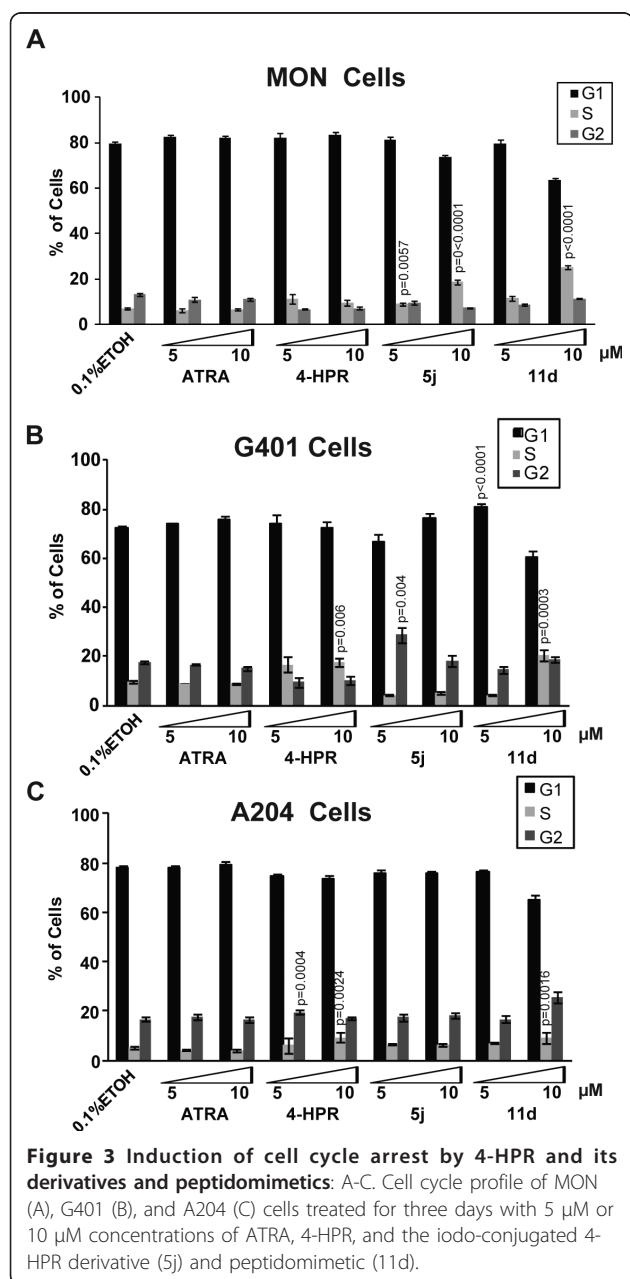 A
MON Cells
G1
S
G2
100
80
60
40
20
0
% of Cells
p=0.0057
p=0<0.0001
p<0.0001
0.1%ETOH
5 10 5 10 5 10 5 10 μM
ATRA 4-HPR 5j 11d
B
G401 Cells
G1
S
G2
100
80
60
40
20
0
% of Cells
p=0.006
p=0.004
p<0.0001
p=0.0003
0.1%ETOH
5 10 5 10 5 10 5 10 μM
ATRA 4-HPR 5j 11d
C
A204 Cells
G1
S
G2
100
80
60
40
20
0
% of Cells
p=0.0004
p=0.0024
p=0.0016
0.1%ETOH
5 10 5 10 5 10 5 10 μM
ATRA 4-HPR 5j 11d
Figure 3 Induction of cell cycle arrest by 4-HPR and its
derivatives and peptidomimetics: A-C. Cell cycle profile of MON
(A), G401 (B), and A204 (C) cells treated for three days with 5 μM or
10 μM concentrations of ATRA, 4-HPR, and the iodo-conjugated 4-
HPR derivative (5j) and peptidomimetic (11d).